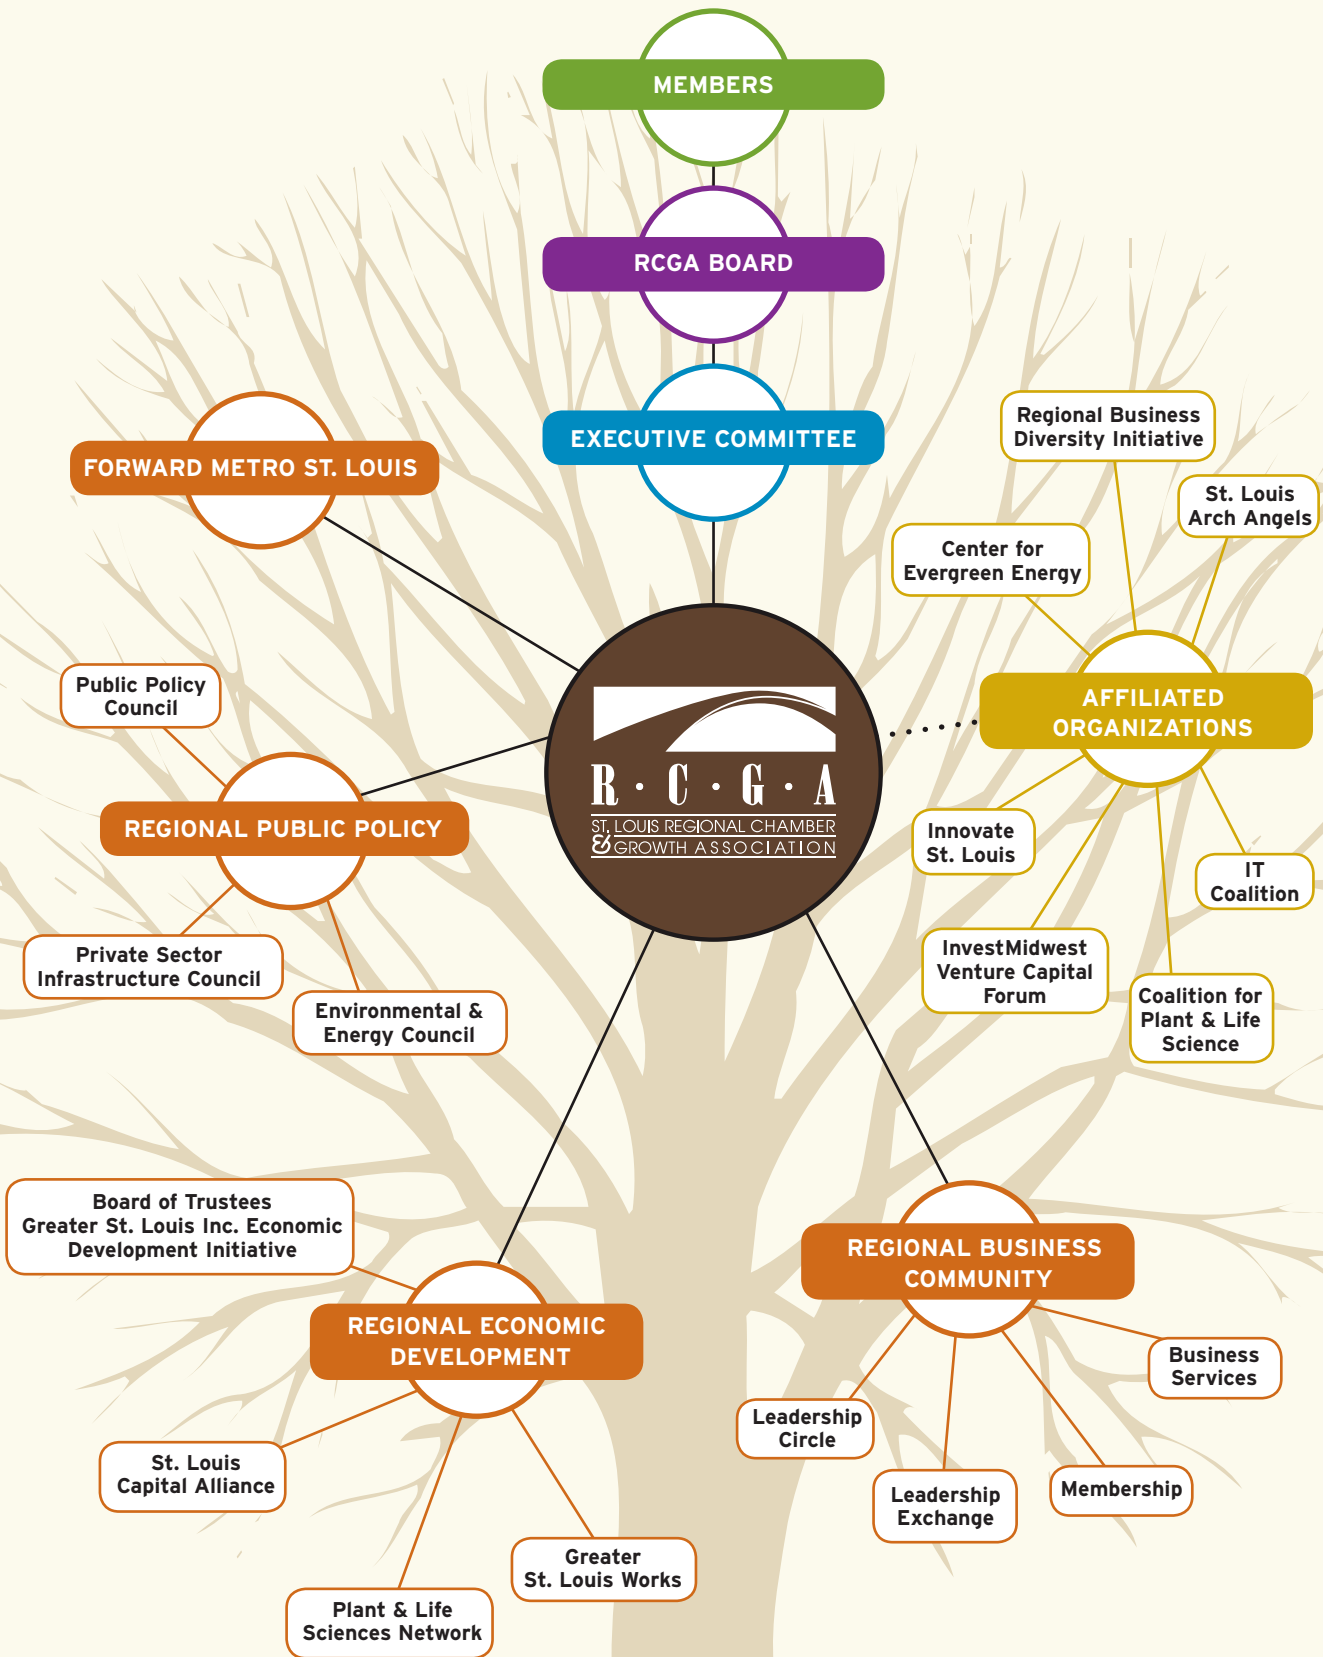 MEMBERS
RCGA BOARD
EXECUTIVE COMMITTEE
FORWARD METRO ST. LOUIS
Regional Business
Diversity Initiative
St. Louis
Arch Angels
Center for
Evergreen Energy
AFFILIATED
ORGANIZATIONS
Innovate
St. Louis
IT
Coalition
InvestMidwest
Venture Capital
Forum
Coalition for
Plant & Life
Science
R · C · G · A
ST. LOUIS REGIONAL CHAMBER
& GROWTH ASSOCIATION
Public Policy
Council
REGIONAL PUBLIC POLICY
Private Sector
Infrastructure Council
Environmental &
Energy Council
Board of Trustees
Greater St. Louis Inc. Economic
Development Initiative
REGIONAL ECONOMIC
DEVELOPMENT
St. Louis
Capital Alliance
Plant & Life
Sciences Network
Greater
St. Louis Works
REGIONAL BUSINESS
COMMUNITY
Leadership
Circle
Leadership
Exchange
Membership
Business
Services